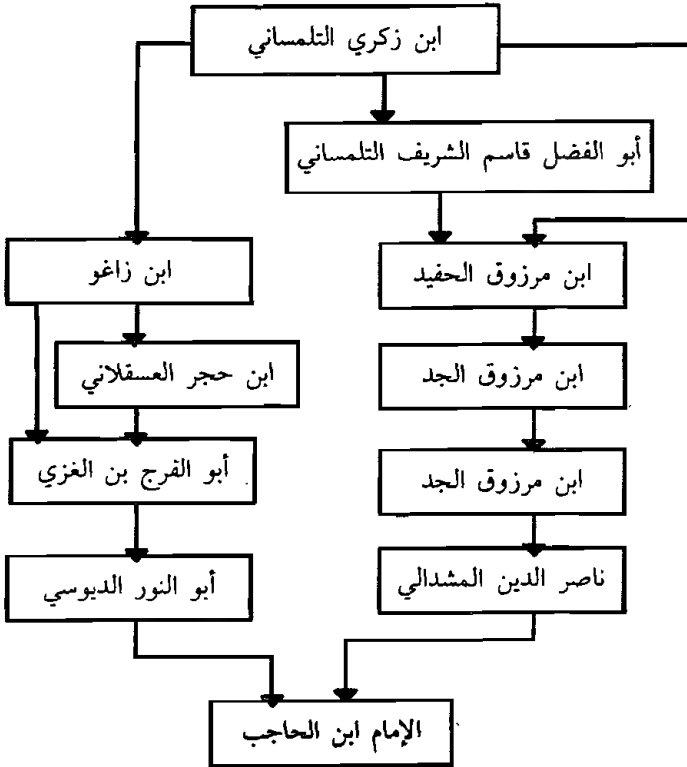 ابن زكري التلمساني
أبو الفضل قاسم الشريف التلمساني
ابن مرزوق الحفيد
ابن زاغو
ابن مرزوق الجد
ابن حجر العسقلاني
ابن مرزوق الجد
أبو الفرج بن الغزي
ناصر الدين المشدالي
أبو النور الديوسي
الإمام ابن الحاجب